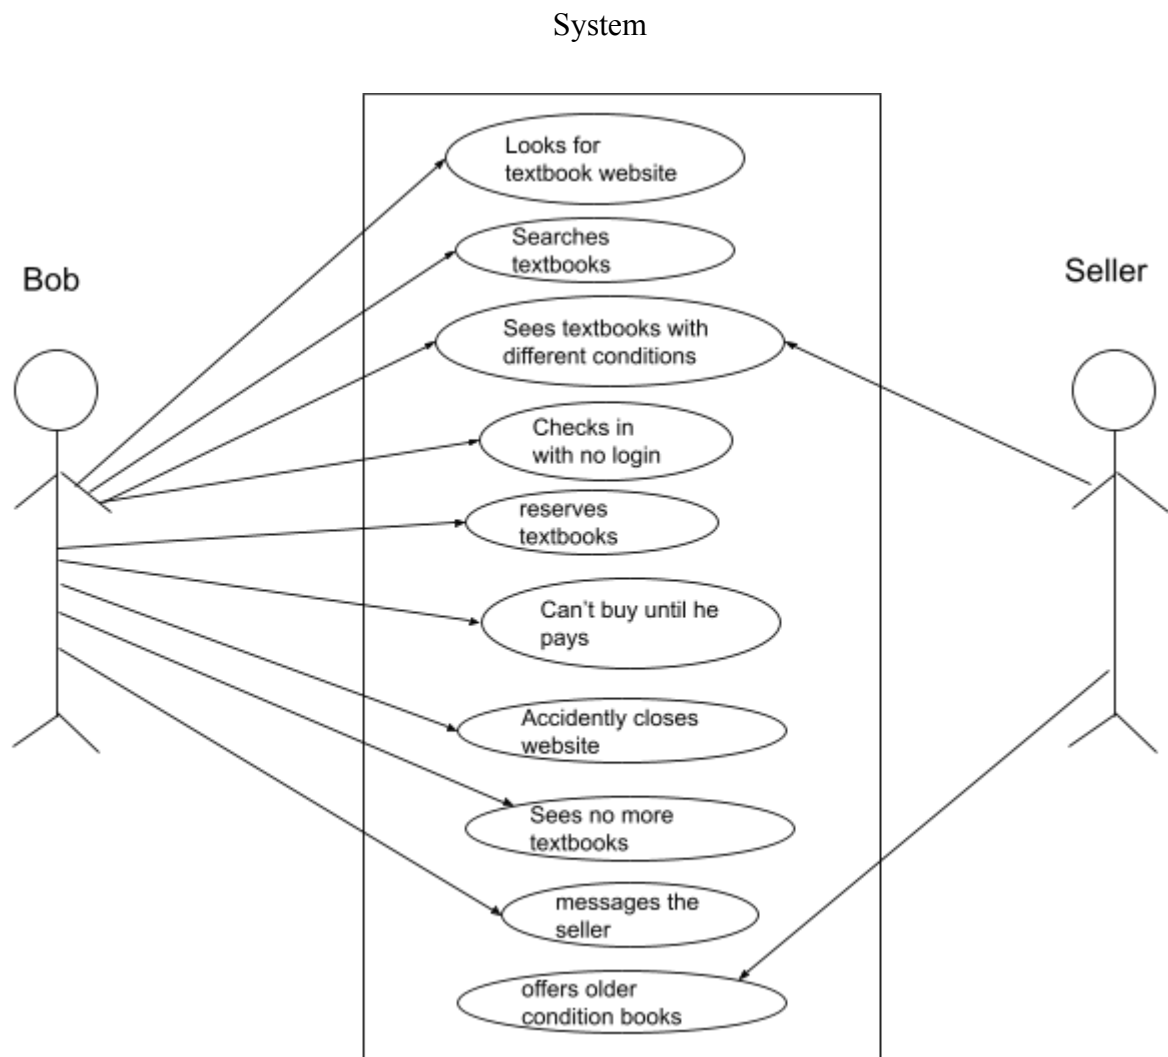 System
Looks for
textbook website
Searches
textbooks
Bob
Seller
Sees textbooks with
different conditions
Checks in
with no login
reserves
textbooks
Can't buy until he
pays
Accidently closes
website
Sees no more
textbooks
messages the
seller
offers older
condition books